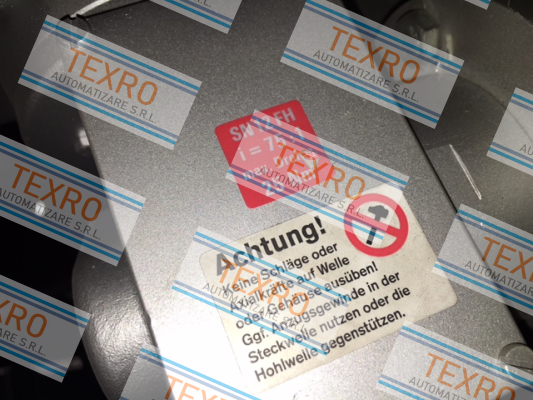 TEXRO
AUTOMATIZARE S.R.L.
Achtung!
Keine Schläge oder
Axialkräfte auf Welle
oder Gehäuse ausüben!
Ggf. Anzugsgewinde in der
Steckwelle nutzen oder die
Hohlwelle gegenstützen.